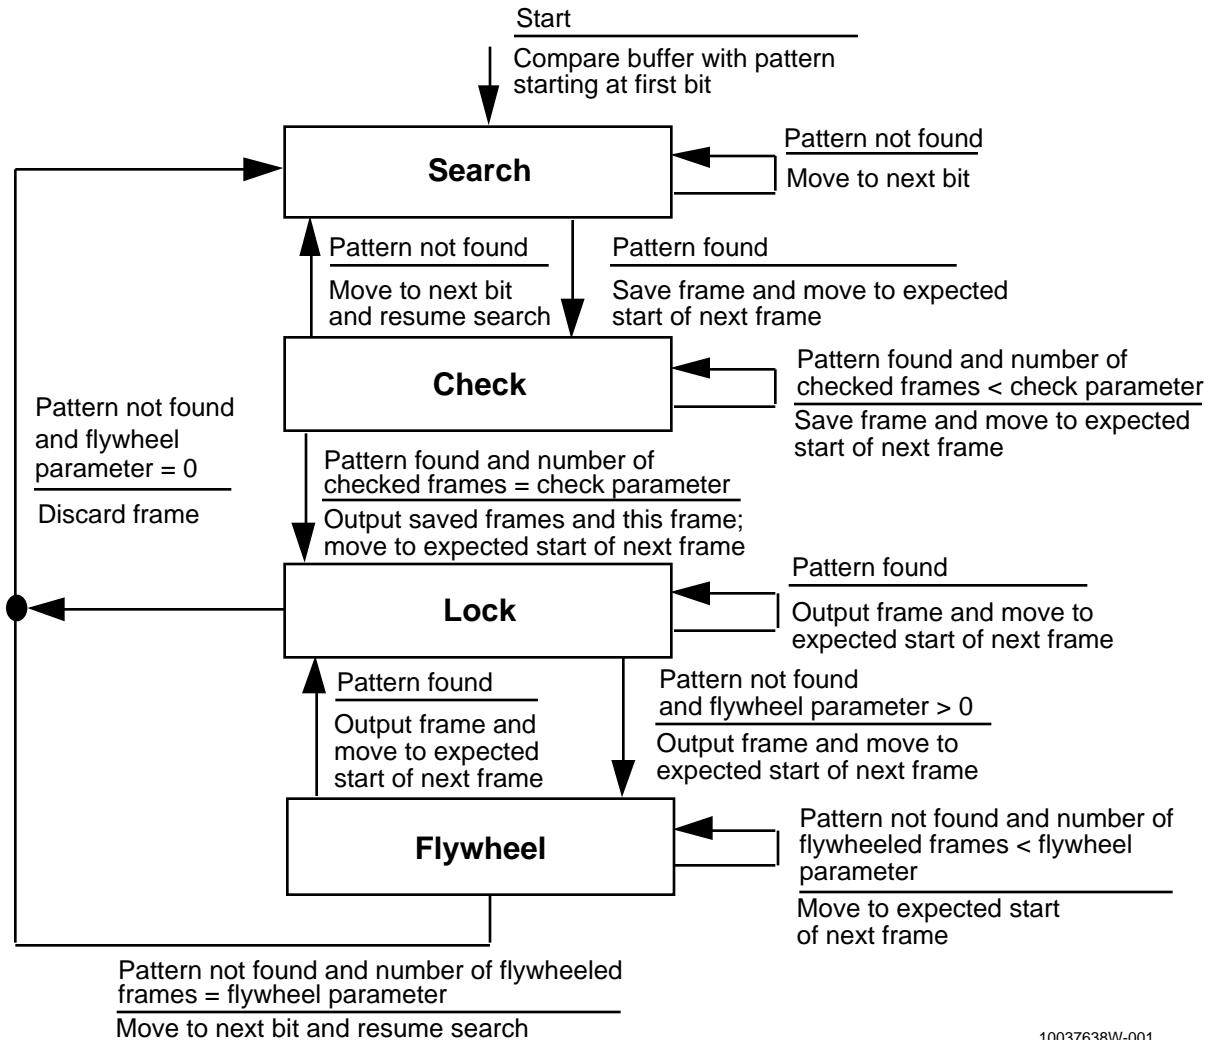 Start
Compare buffer with pattern
starting at first bit
Search
Pattern not found
Move to next bit
Pattern not found
Move to next bit
and resume search
Pattern found
Save frame and move to expected
start of next frame
Check
Pattern found and number of
checked frames < check parameter
Save frame and move to expected
start of next frame
Pattern not found
and flywheel
parameter = 0
Discard frame
Pattern found and number of
checked frames = check parameter
Output saved frames and this frame;
move to expected start of next frame
Lock
Pattern found
Output frame and move to
expected start of next frame
Pattern found
Output frame and
move to expected
start of next frame
Pattern not found
and flywheel parameter > 0
Output frame and move to
expected start of next frame
Flywheel
Pattern not found and number of
flywheeled frames < flywheel
parameter
Move to expected start
of next frame
Pattern not found and number of flywheeled
frames = flywheel parameter
Move to next bit and resume search
10037638W-001